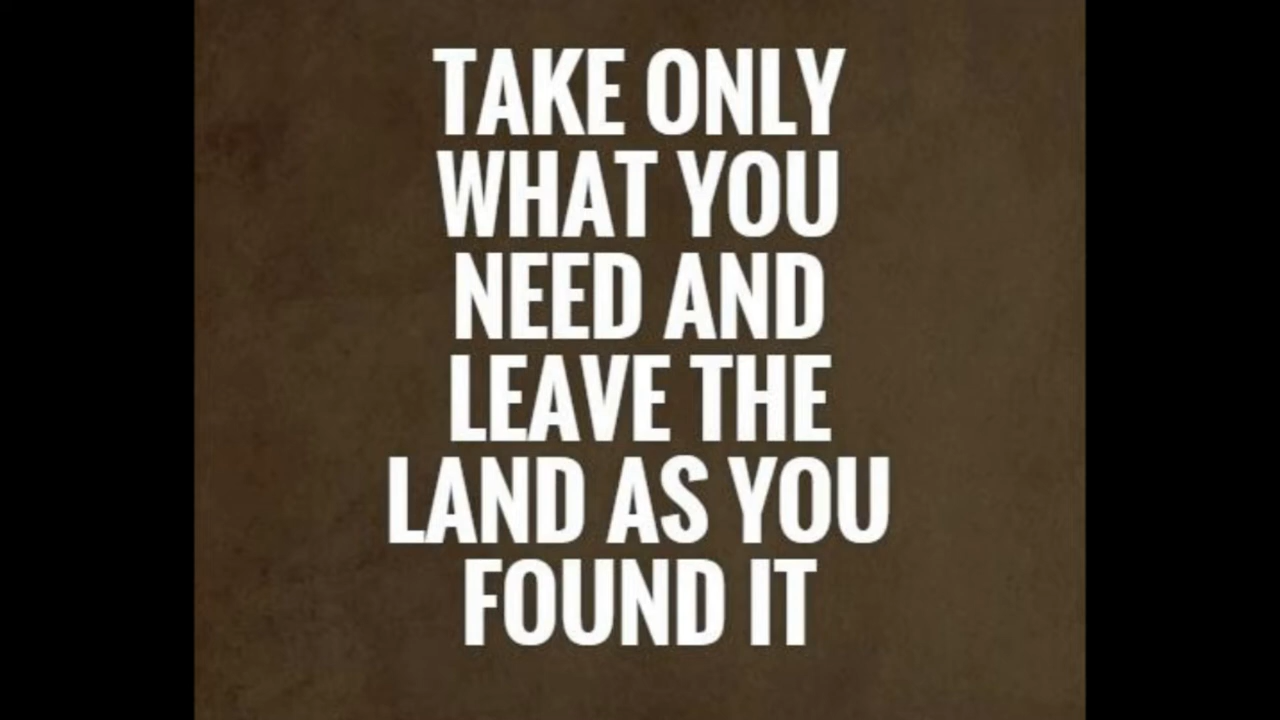 TAKE ONLY
WHAT YOU
NEED AND
LEAVE THE
LAND AS YOU
FOUND IT